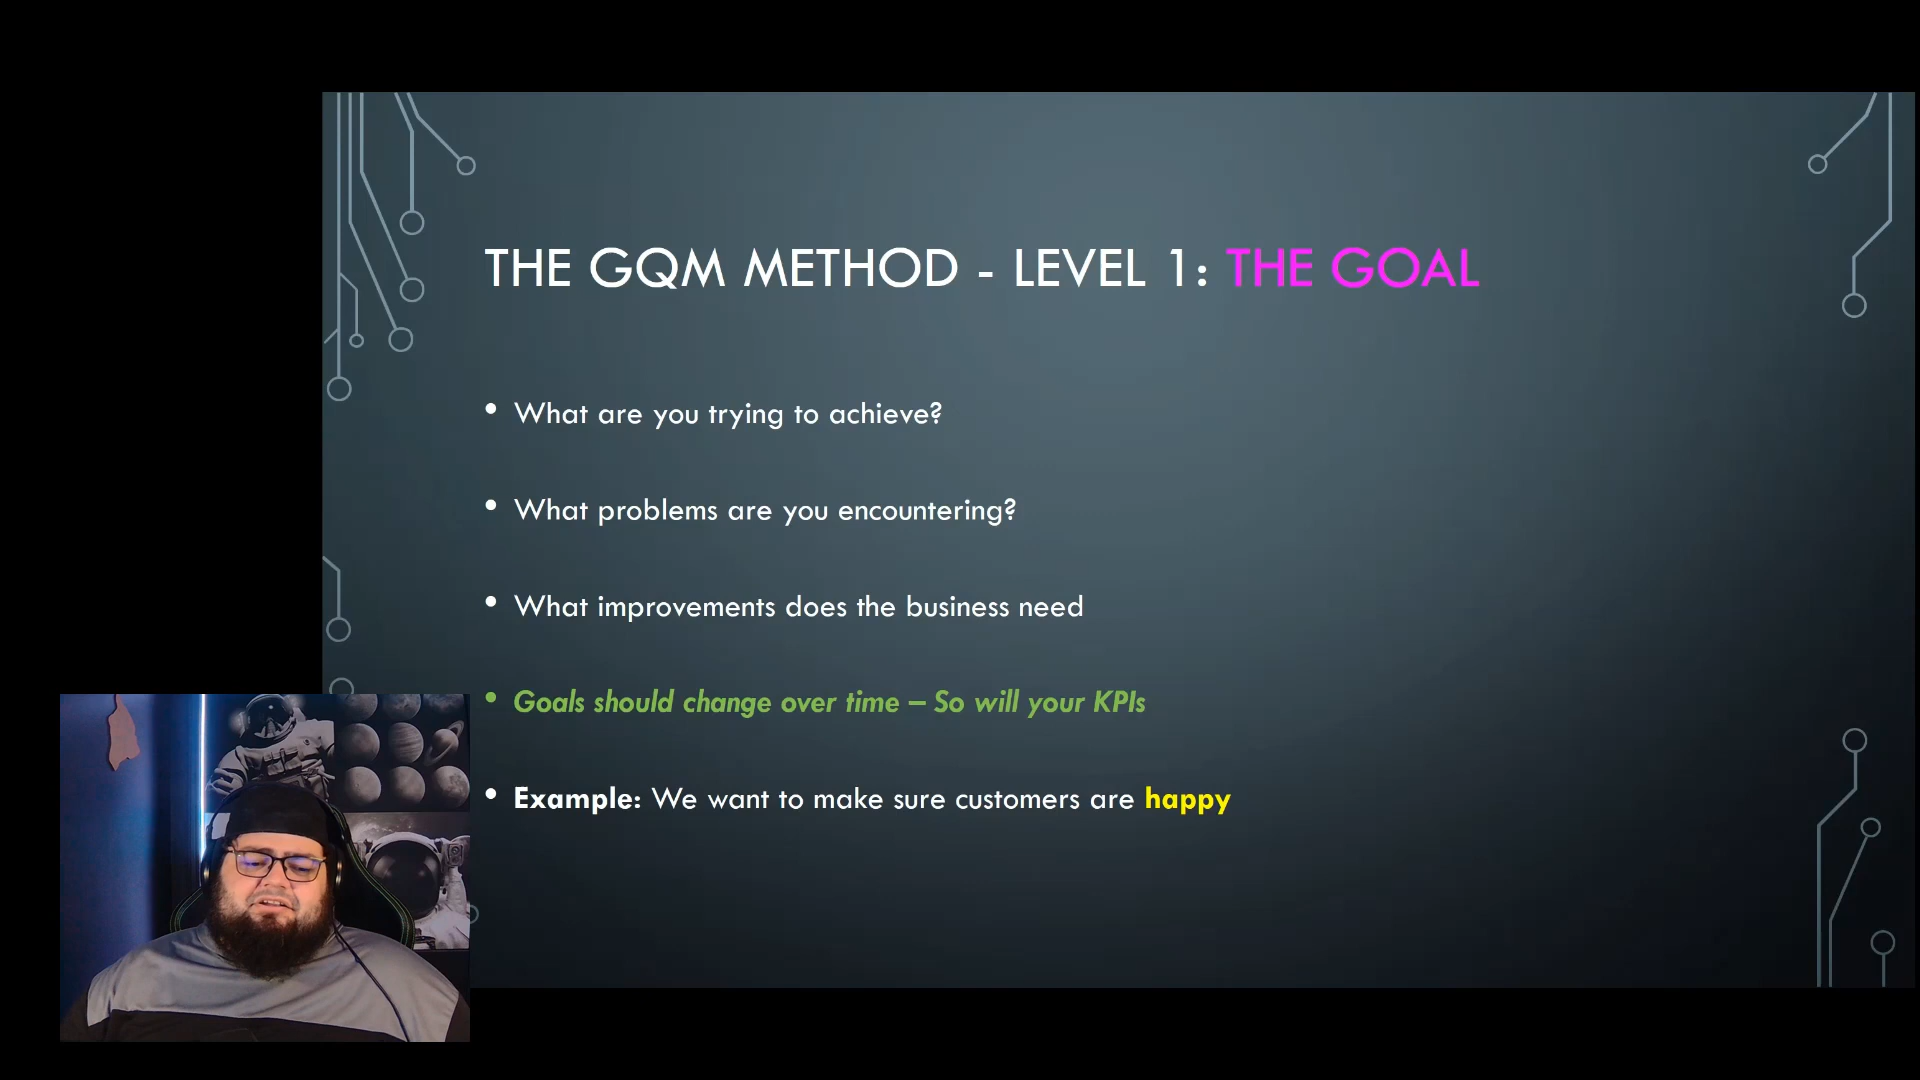 THE GQM METHOD - LEVEL 1: THE GOAL
• What are you trying to achieve?
• What problems are you encountering?
• What improvements does the business need
• Goals should change over time – So will your KPIs
• Example: We want to make sure customers are happy